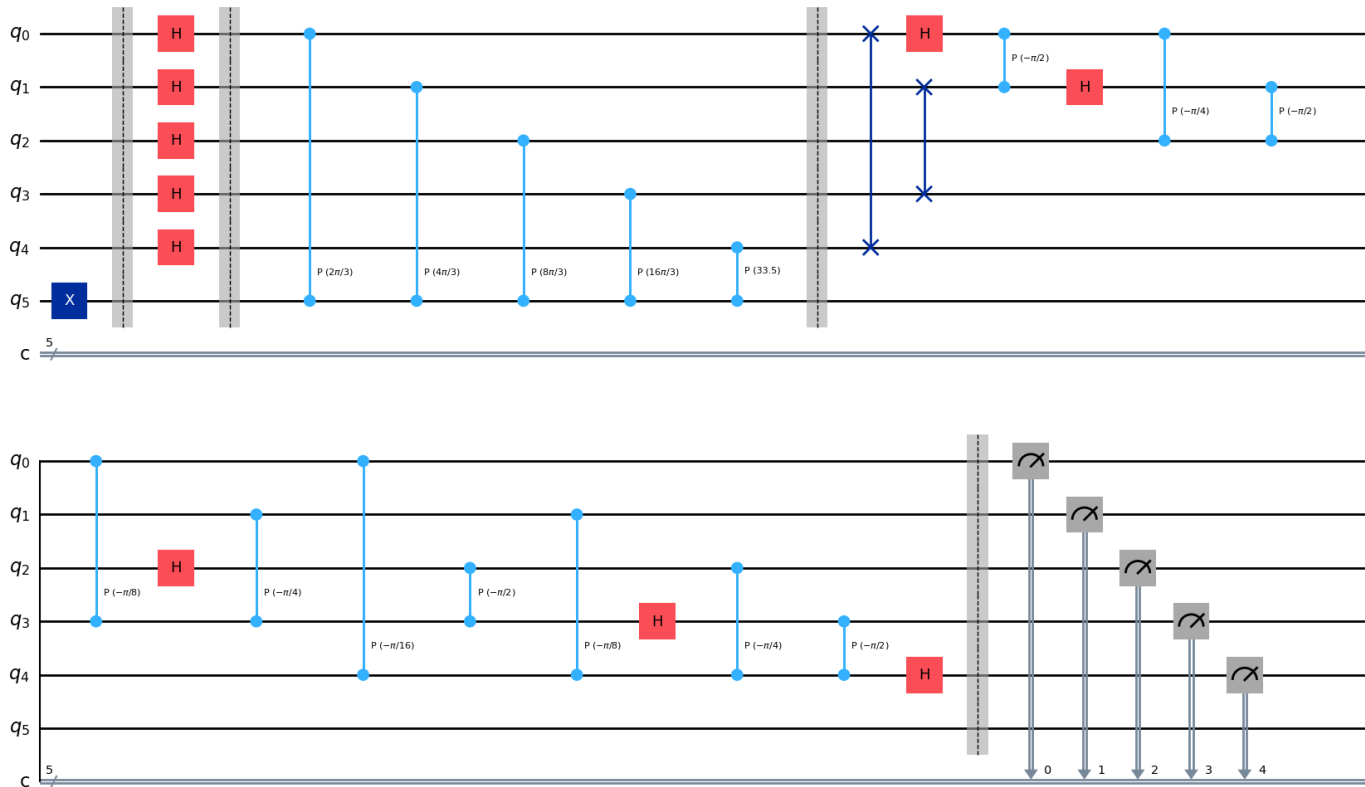 q0 H H P (−π/2) P (−π/4) P (−π/2)
q1 H H
q2 H
q3 H
q4 H
P (2π/3) P (4π/3) P (8π/3) P (16π/3) P (33.5)
q5 X
5
c
q0
q1
q2 H P (−π/8) P (−π/4) P (−π/2)
q3 H
P (−π/16) P (−π/8) P (−π/4) P (−π/2)
q4 H
q5
5 0 1 2 3 4
c